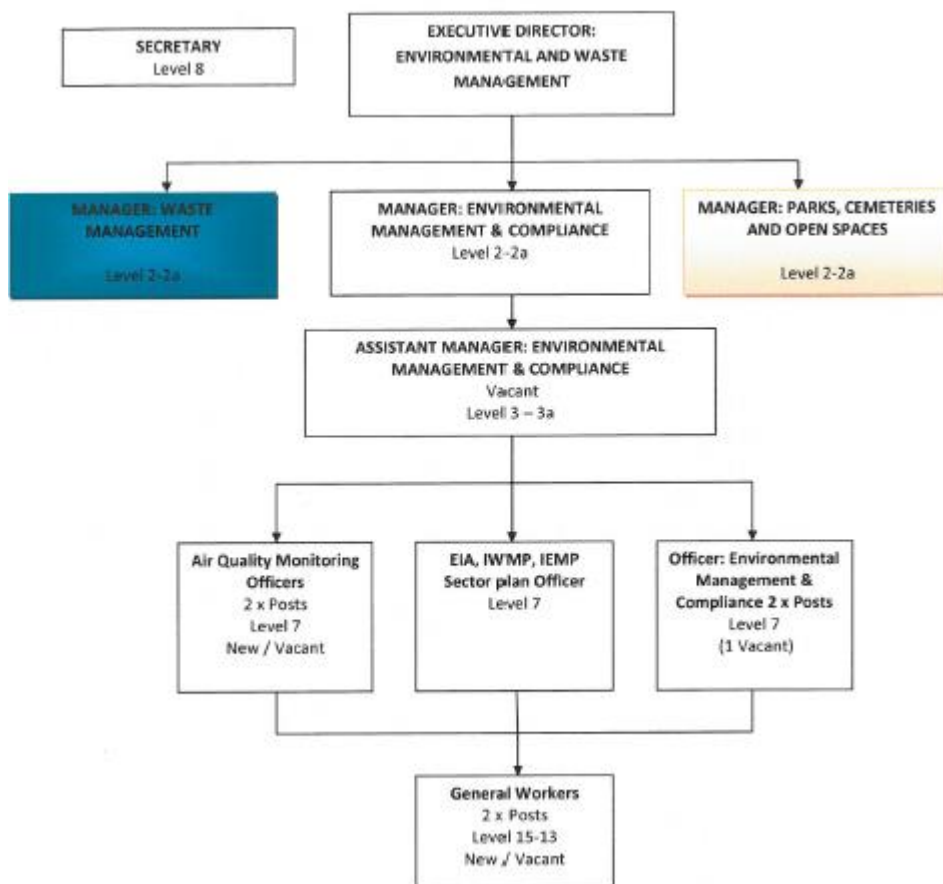 SECRETARY
Level 8
EXECUTIVE DIRECTOR:
ENVIRONMENTAL AND WASTE
MANAGEMENT
MANAGER: WASTE
MANAGEMENT
Level 2-2a
MANAGER: ENVIRONMENTAL
MANAGEMENT & COMPLIANCE
Level 2-2a
MANAGER: PARKS, CEMETERIES
AND OPEN SPACES
Level 2-2a
ASSISTANT MANAGER: ENVIRONMENTAL
MANAGEMENT & COMPLIANCE
Vacant
Level 3 – 3a
Air Quality Monitoring
Officers
2 x Posts
Level 7
New / Vacant
EIA, IWMP, IEMP
Sector plan Officer
Level 7
Officer: Environmental
Management &
Compliance 2 x Posts
Level 7
(1 Vacant)
General Workers
2 x Posts
Level 15-13
New / Vacant